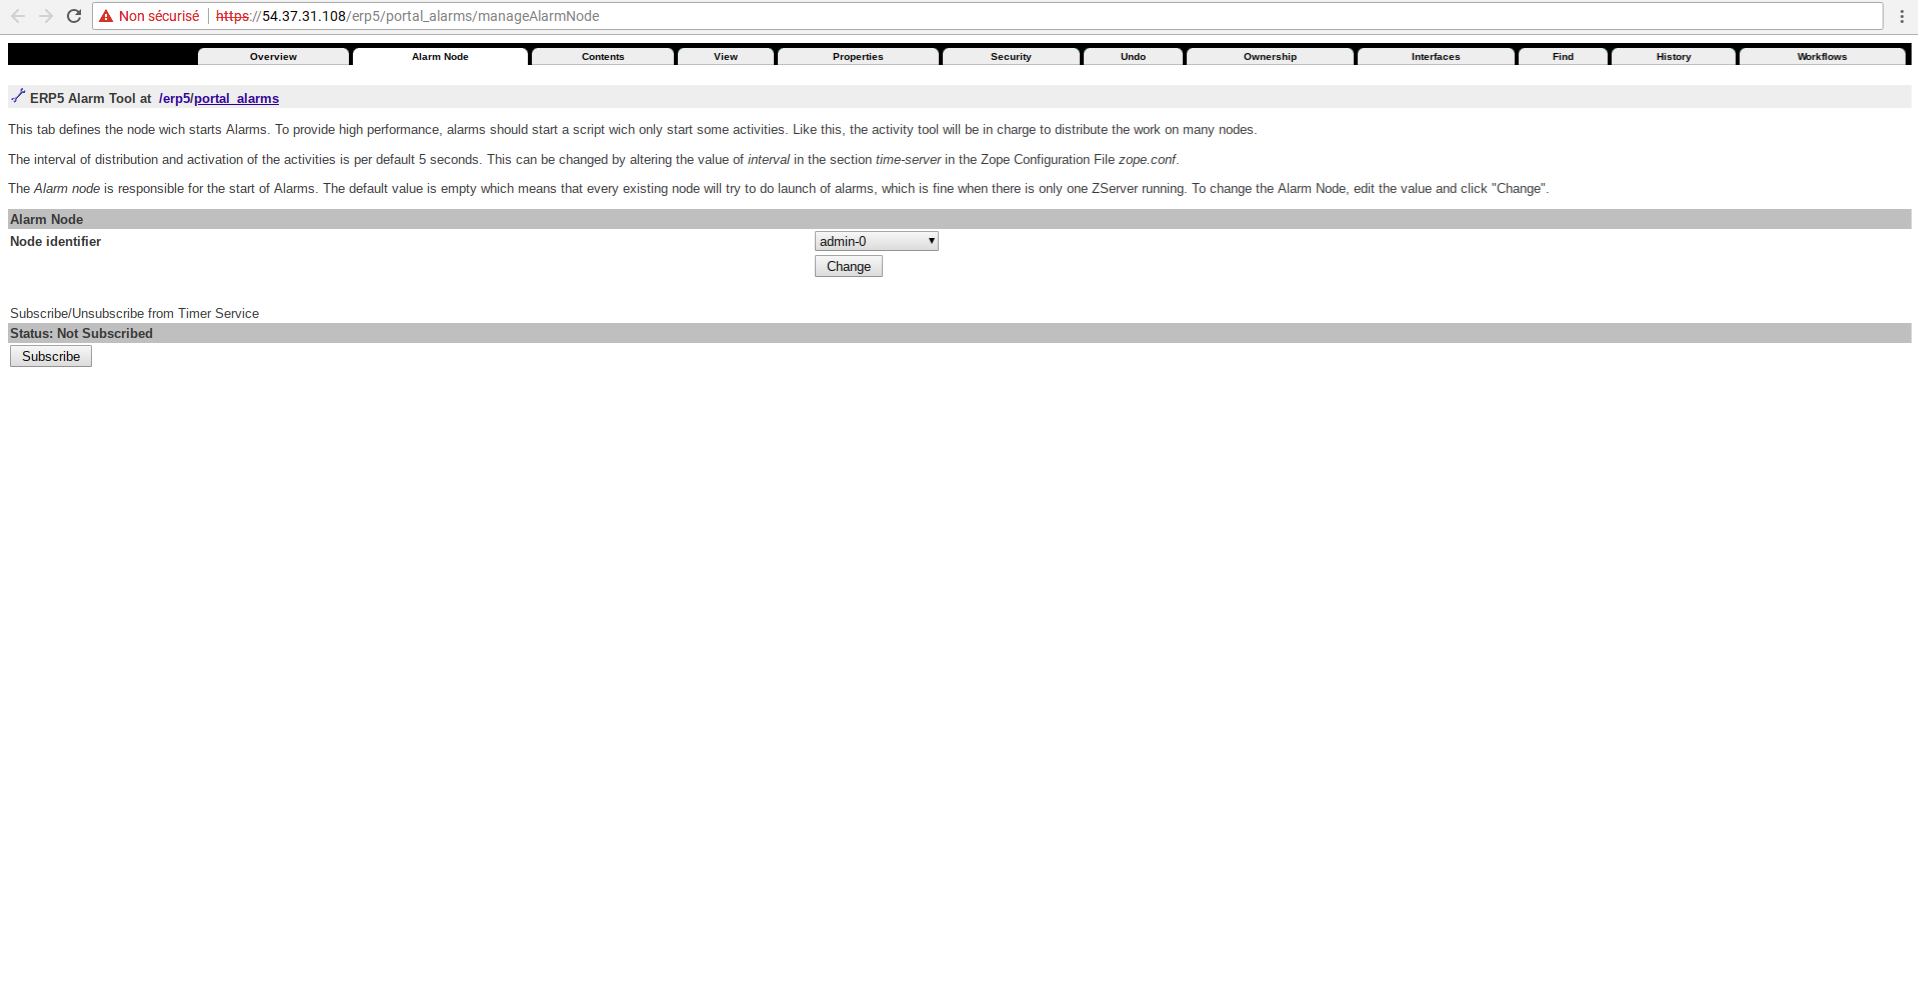 Non sécurisé https://54.37.31.108/erp5/portal_alarms/manageAlarmNode
Overview Alarm Node Contents View Properties Security Undo Ownership Interfaces Find History Workflows
ERP5 Alarm Tool at /erp5/portal_alarms
This tab defines the node wich starts Alarms. To provide high performance, alarms should start a script wich only start some activities. Like this, the activity tool will be in charge to distribute the work on many nodes.
The interval of distribution and activation of the activities is per default 5 seconds. This can be changed by altering the value of interval in the section time-server in the Zope Configuration File zope.conf.
The Alarm node is responsible for the start of Alarms. The default value is empty which means that every existing node will try to do launch of alarms, which is fine when there is only one ZServer running. To change the Alarm Node, edit the value and click "Change".
Alarm Node
Node identifier admin-0
Change
Subscribe/Unsubscribe from Timer Service
Status: Not Subscribed
Subscribe